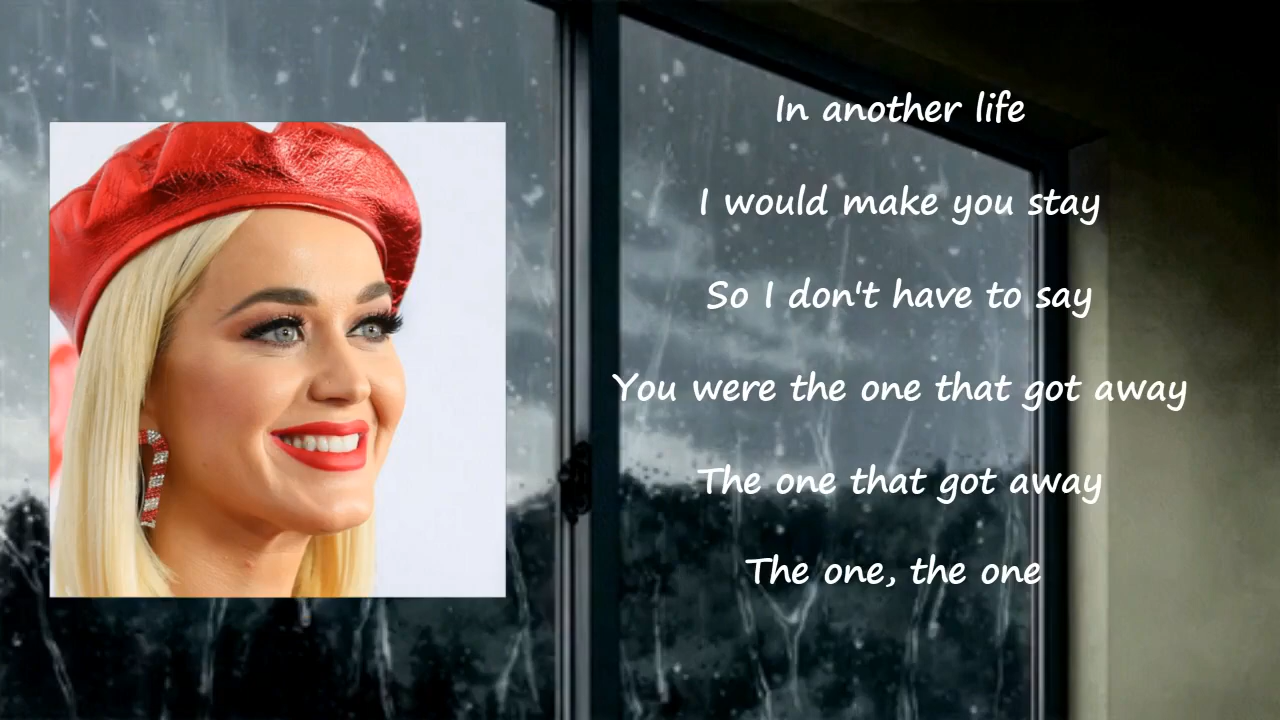 In another life
I would make you stay
So I don't have to say
You were the one that got away
The one that got away
The one, the one